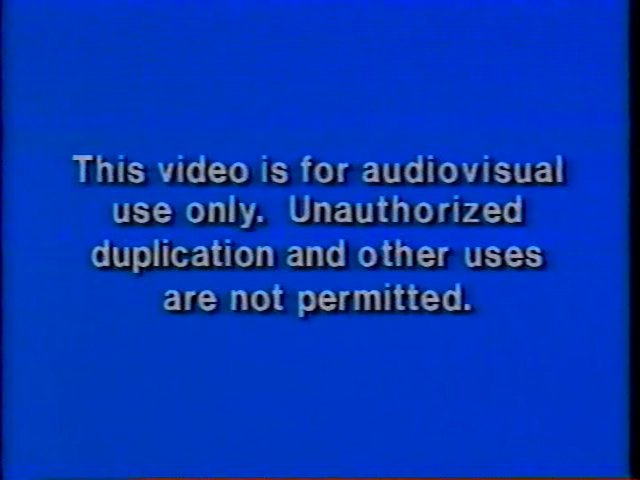 This video is for audiovisual
use only. Unauthorized
duplication and other uses
are not permitted.